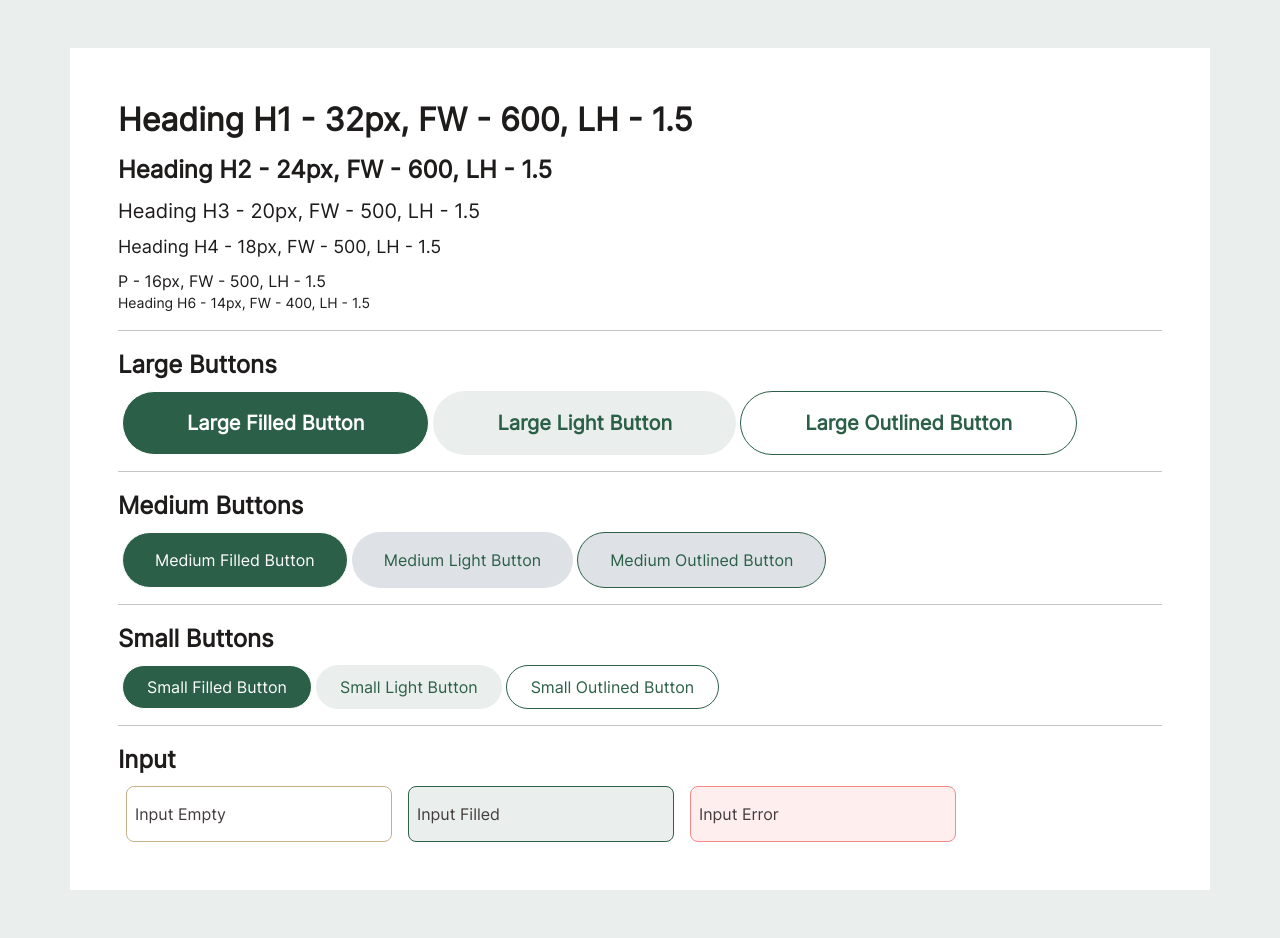 Heading H1 - 32px, FW - 600, LH - 1.5
Heading H2 - 24px, FW - 600, LH - 1.5
Heading H3 - 20px, FW - 500, LH - 1.5
Heading H4 - 18px, FW - 500, LH - 1.5
P - 16px, FW - 500, LH - 1.5
Heading H6 - 14px, FW - 400, LH - 1.5
Large Buttons
Large Filled Button Large Light Button Large Outlined Button
Medium Buttons
Medium Filled Button Medium Light Button Medium Outlined Button
Small Buttons
Small Filled Button Small Light Button Small Outlined Button
Input
Input Empty Input Filled Input Error